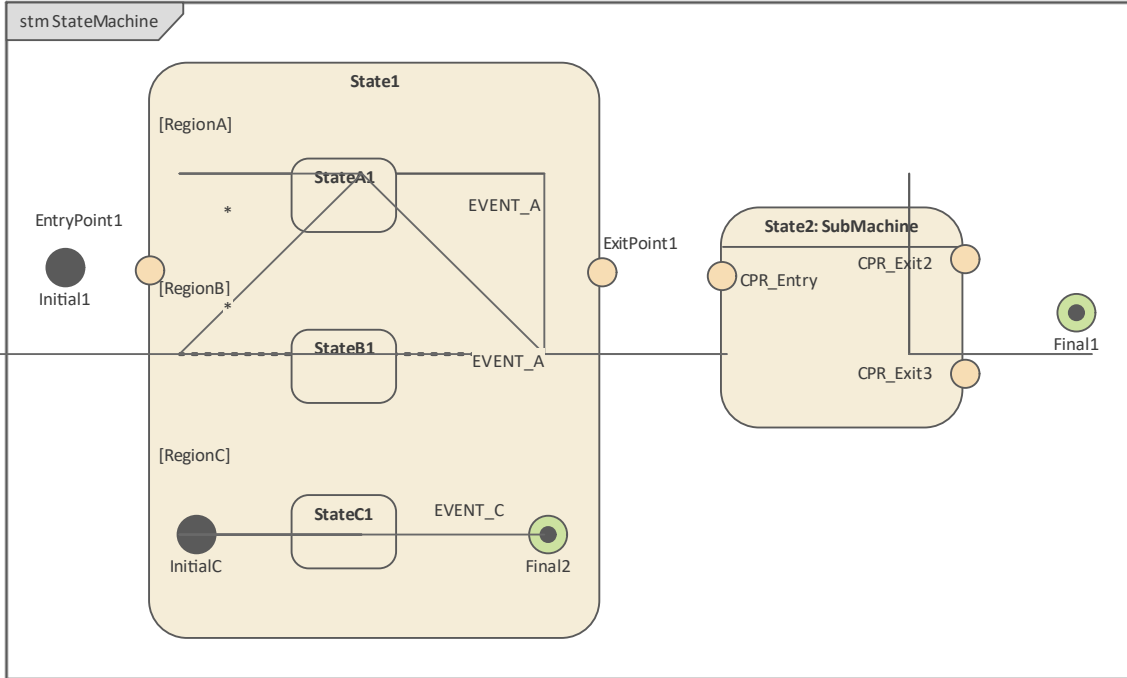 stm StateMachine
State1
[RegionA]
StateA1
*
EVENT_A
EntryPoint1
Initial1
[RegionB]
*
ExitPoint1
StateB1
EVENT_A
[RegionC]
StateC1
EVENT_C
InitialC
Final2
State2: SubMachine
CPR_Exit2
CPR_Entry
CPR_Exit3
Final1